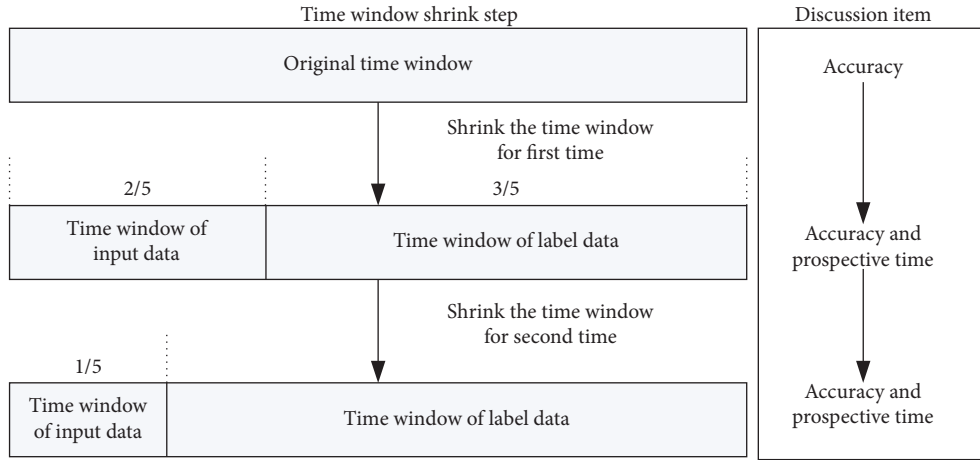 Time window shrink step
Discussion item
Original time window
Accuracy
Shrink the time window
for first time
2/5
3/5
Time window of
input data
Time window of label data
Accuracy and
prospective time
Shrink the time window
for second time
1/5
Time window
of input data
Time window of label data
Accuracy and
prospective time